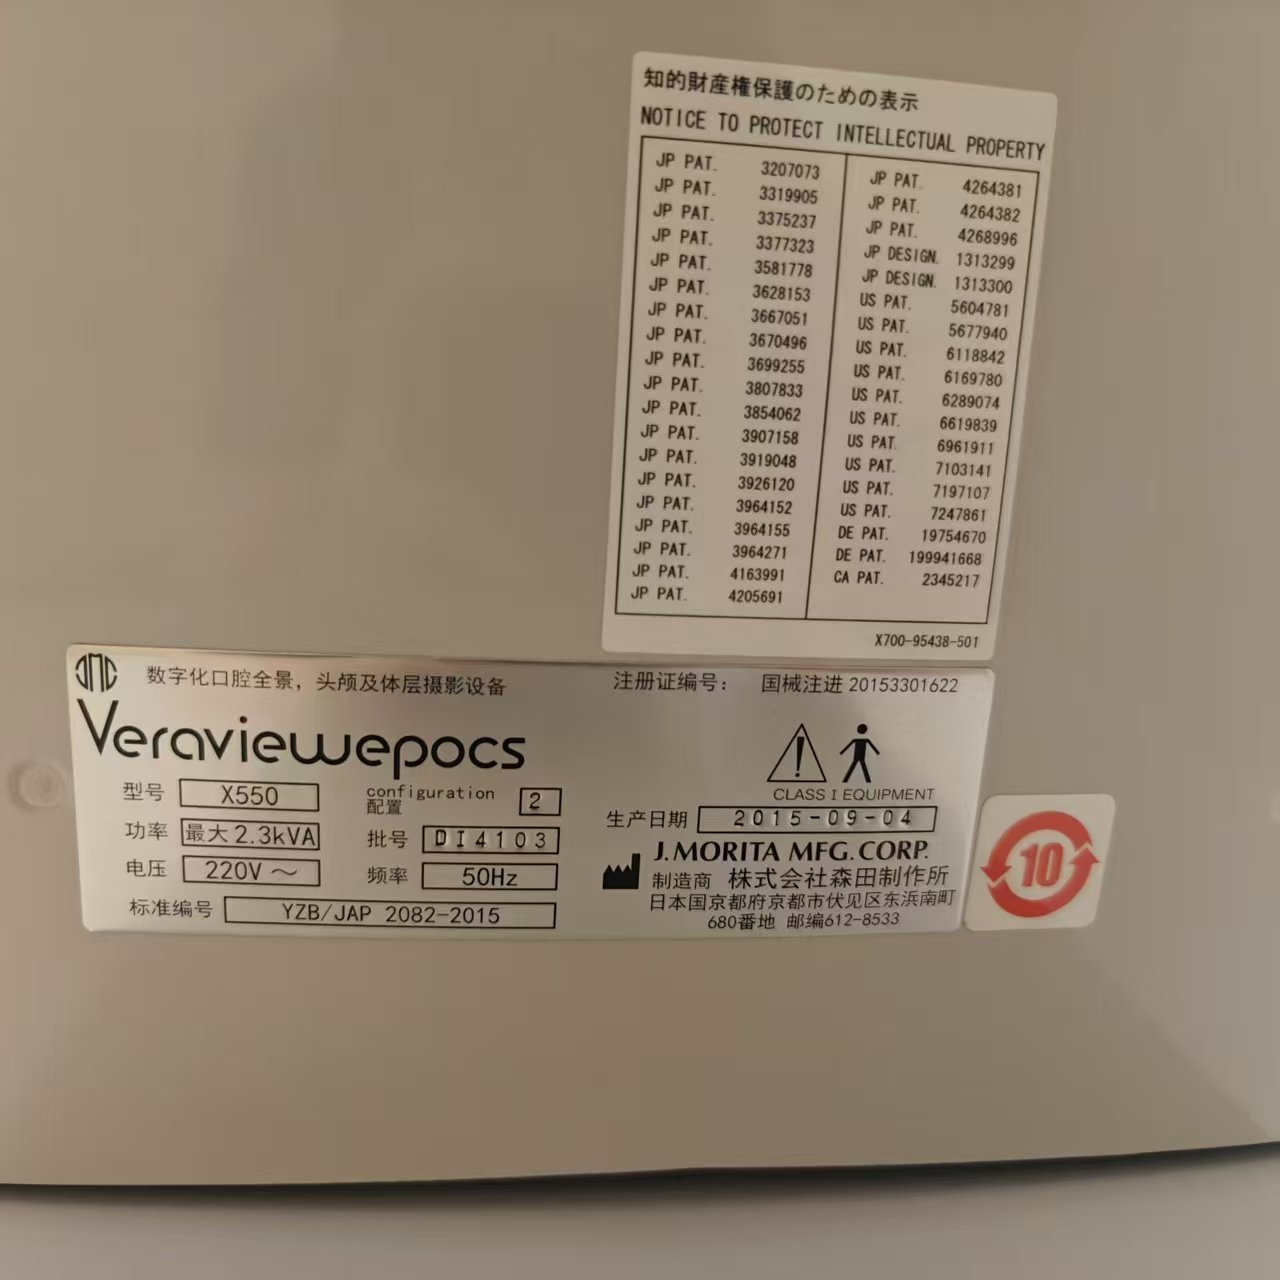 知的財産権保護のための表示
NOTICE TO PROTECT INTELLECTUAL PROPERTY
JP PAT. 3207073
JP PAT. 3319905
JP PAT. 3375237
JP PAT. 3377323
JP PAT. 3581778
JP PAT. 3628153
JP PAT. 3667051
JP PAT. 3670496
JP PAT. 3699255
JP PAT. 3807833
JP PAT. 3854062
JP PAT. 3907158
JP PAT. 3919048
JP PAT. 3926120
JP PAT. 3964152
JP PAT. 3964155
JP PAT. 3964271
JP PAT. 4163991
JP PAT. 4205691
JP PAT. 4264381
JP PAT. 4264382
JP PAT. 4268996
JP DESIGN. 1313299
JP DESIGN. 1313300
US PAT. 5604781
US PAT. 5677940
US PAT. 6118842
US PAT. 6169780
US PAT. 6289074
US PAT. 6619839
US PAT. 6961911
US PAT. 7103141
US PAT. 7197107
US PAT. 7247861
DE PAT. 19754670
DE PAT. 199941668
CA PAT. 2345217
X700-95438-501
数字化口腔全景，头颅及体层摄影设备
注册证编号： 国械注进 20153301622
Veraviewepocs
型号 X550
configuration
配置 2
功率 最大 2.3kVA
批号 DI4103
电压 220V ～
频率 50Hz
标准编号 YZB/JAP 2082-2015
CLASS I EQUIPMENT
生产日期 2015-09-04
J. MORITA MFG. CORP.
制造商 株式会社森田制作所
日本国京都府京都市伏见区东浜南町
680番地 邮编612-8533
10